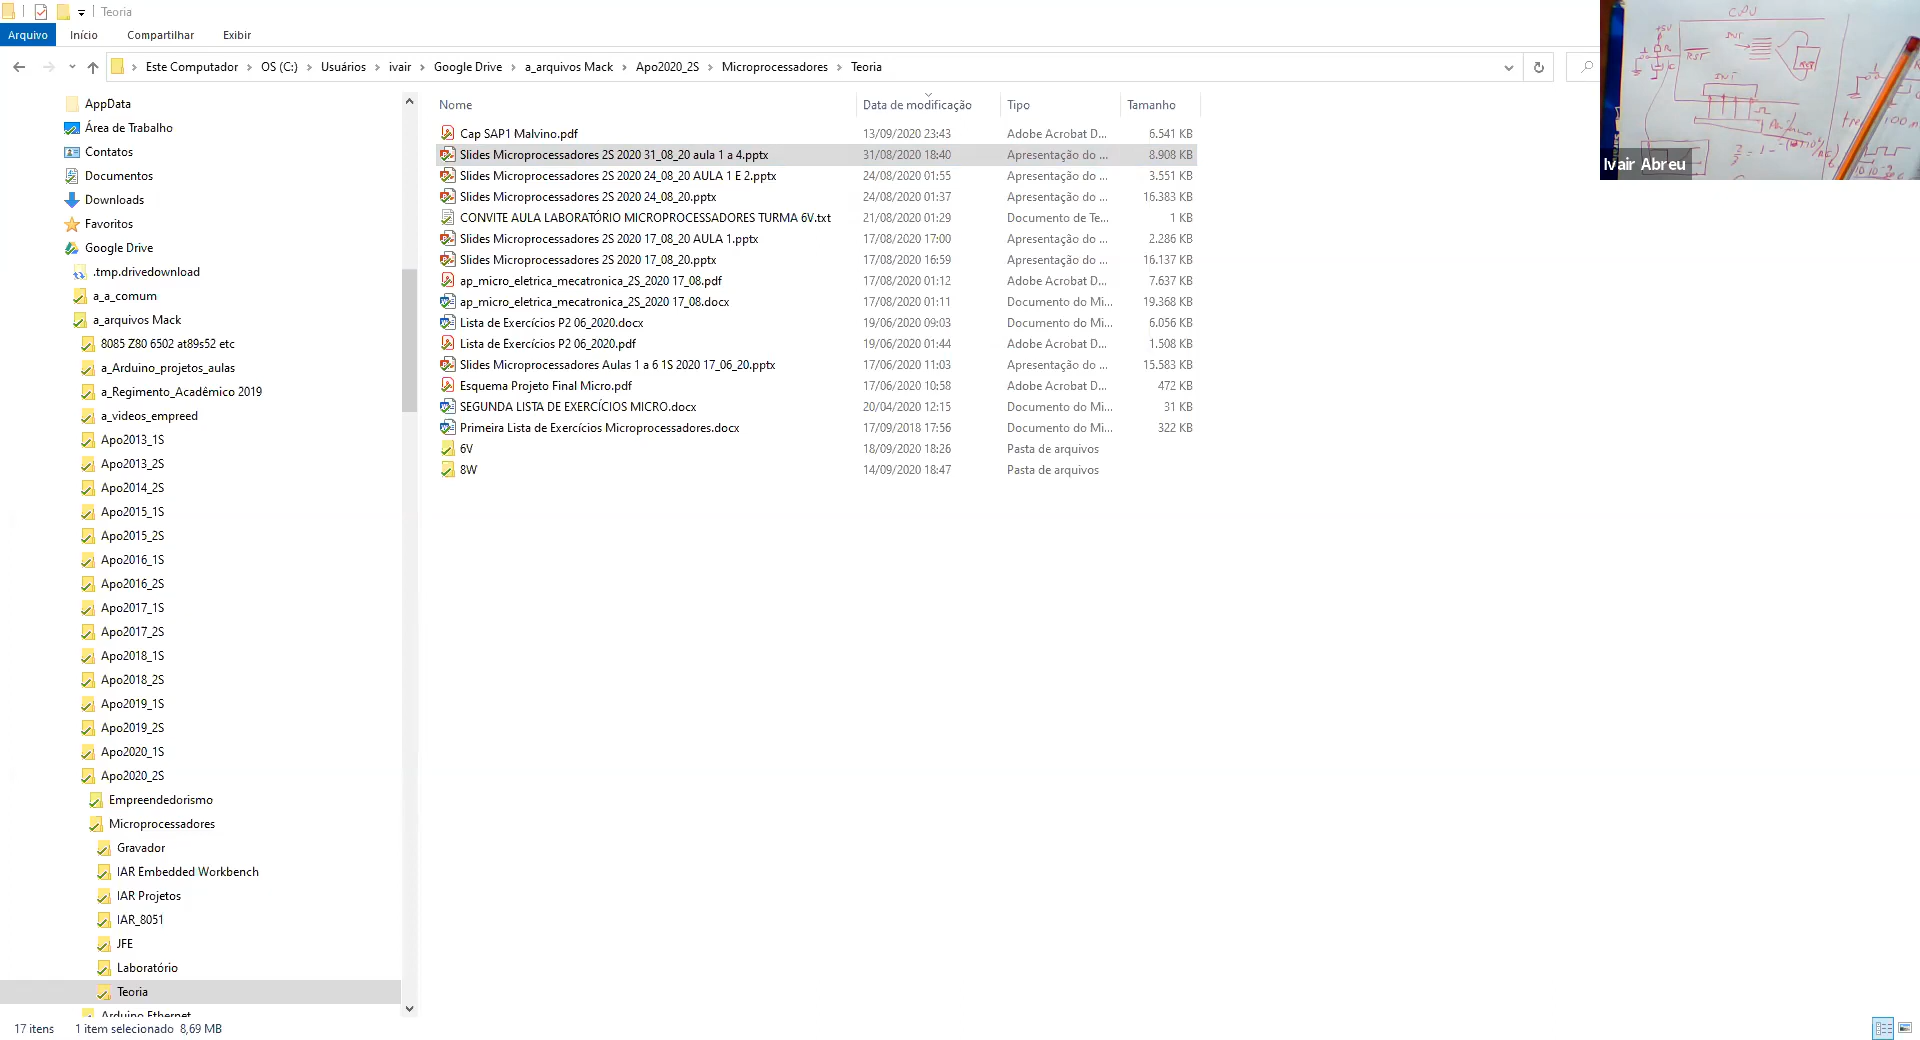 Teoria
Arquivo Início Compartilhar Exibir
Este Computador OS (C:) Usuários ivair Google Drive a_arquivos Mack Apo2020_2S Microprocessadores Teoria
AppData
Área de Trabalho
Contatos
Documentos
Downloads
Favoritos
Google Drive
.tmp.drivedownload
a_a_comum
a_arquivos Mack
8085 Z80 6502 at89s52 etc
a_Arduino_projetos_aulas
a_Regimento_Acadêmico 2019
a_videos_empreed
Apo2013_1S
Apo2013_2S
Apo2014_2S
Apo2015_1S
Apo2015_2S
Apo2016_1S
Apo2016_2S
Apo2017_1S
Apo2017_2S
Apo2018_1S
Apo2018_2S
Apo2019_1S
Apo2019_2S
Apo2020_1S
Apo2020_2S
Empreendedorismo
Microprocessadores
Gravador
IAR Embedded Workbench
IAR Projetos
IAR_8051
JFE
Laboratório
Teoria
Arduino Ethernet
Nome Data de modificação Tipo Tamanho
Cap SAP1 Malvino.pdf 13/09/2020 23:43 Adobe Acrobat D... 6.541 KB
Slides Microprocessadores 2S 2020 31_08_20 aula 1 a 4.pptx 31/08/2020 18:40 Apresentação do ... 8.908 KB
Slides Microprocessadores 2S 2020 24_08_20 AULA 1 E 2.pptx 24/08/2020 01:55 Apresentação do ... 3.551 KB
Slides Microprocessadores 2S 2020 24_08_20.pptx 24/08/2020 01:37 Apresentação do ... 16.383 KB
CONVITE AULA LABORATÓRIO MICROPROCESSADORES TURMA 6V.txt 21/08/2020 01:29 Documento de Te... 1 KB
Slides Microprocessadores 2S 2020 17_08_20 AULA 1.pptx 17/08/2020 17:00 Apresentação do ... 2.286 KB
Slides Microprocessadores 2S 2020 17_08_20.pptx 17/08/2020 16:59 Apresentação do ... 16.137 KB
ap_micro_eletrica_mecatronica_2S_2020 17_08.pdf 17/08/2020 01:12 Adobe Acrobat D... 7.637 KB
ap_micro_eletrica_mecatronica_2S_2020 17_08.docx 17/08/2020 01:11 Documento do Mi... 19.368 KB
Lista de Exercícios P2 06_2020.docx 19/06/2020 09:03 Documento do Mi... 6.056 KB
Lista de Exercícios P2 06_2020.pdf 19/06/2020 01:44 Adobe Acrobat D... 1.508 KB
Slides Microprocessadores Aulas 1 a 6 1S 2020 17_06_20.pptx 17/06/2020 11:03 Apresentação do ... 15.583 KB
Esquema Projeto Final Micro.pdf 17/06/2020 10:58 Adobe Acrobat D... 472 KB
SEGUNDA LISTA DE EXERCÍCIOS MICRO.docx 20/04/2020 12:15 Documento do Mi... 31 KB
Primeira Lista de Exercícios Microprocessadores.docx 17/09/2018 17:56 Documento do Mi... 322 KB
6V 18/09/2020 18:26 Pasta de arquivos
8W 14/09/2020 18:47 Pasta de arquivos
CPU
+5V
INT
RST
INT
Ivair Abreu
17 itens 1 item selecionado 8,69 MB